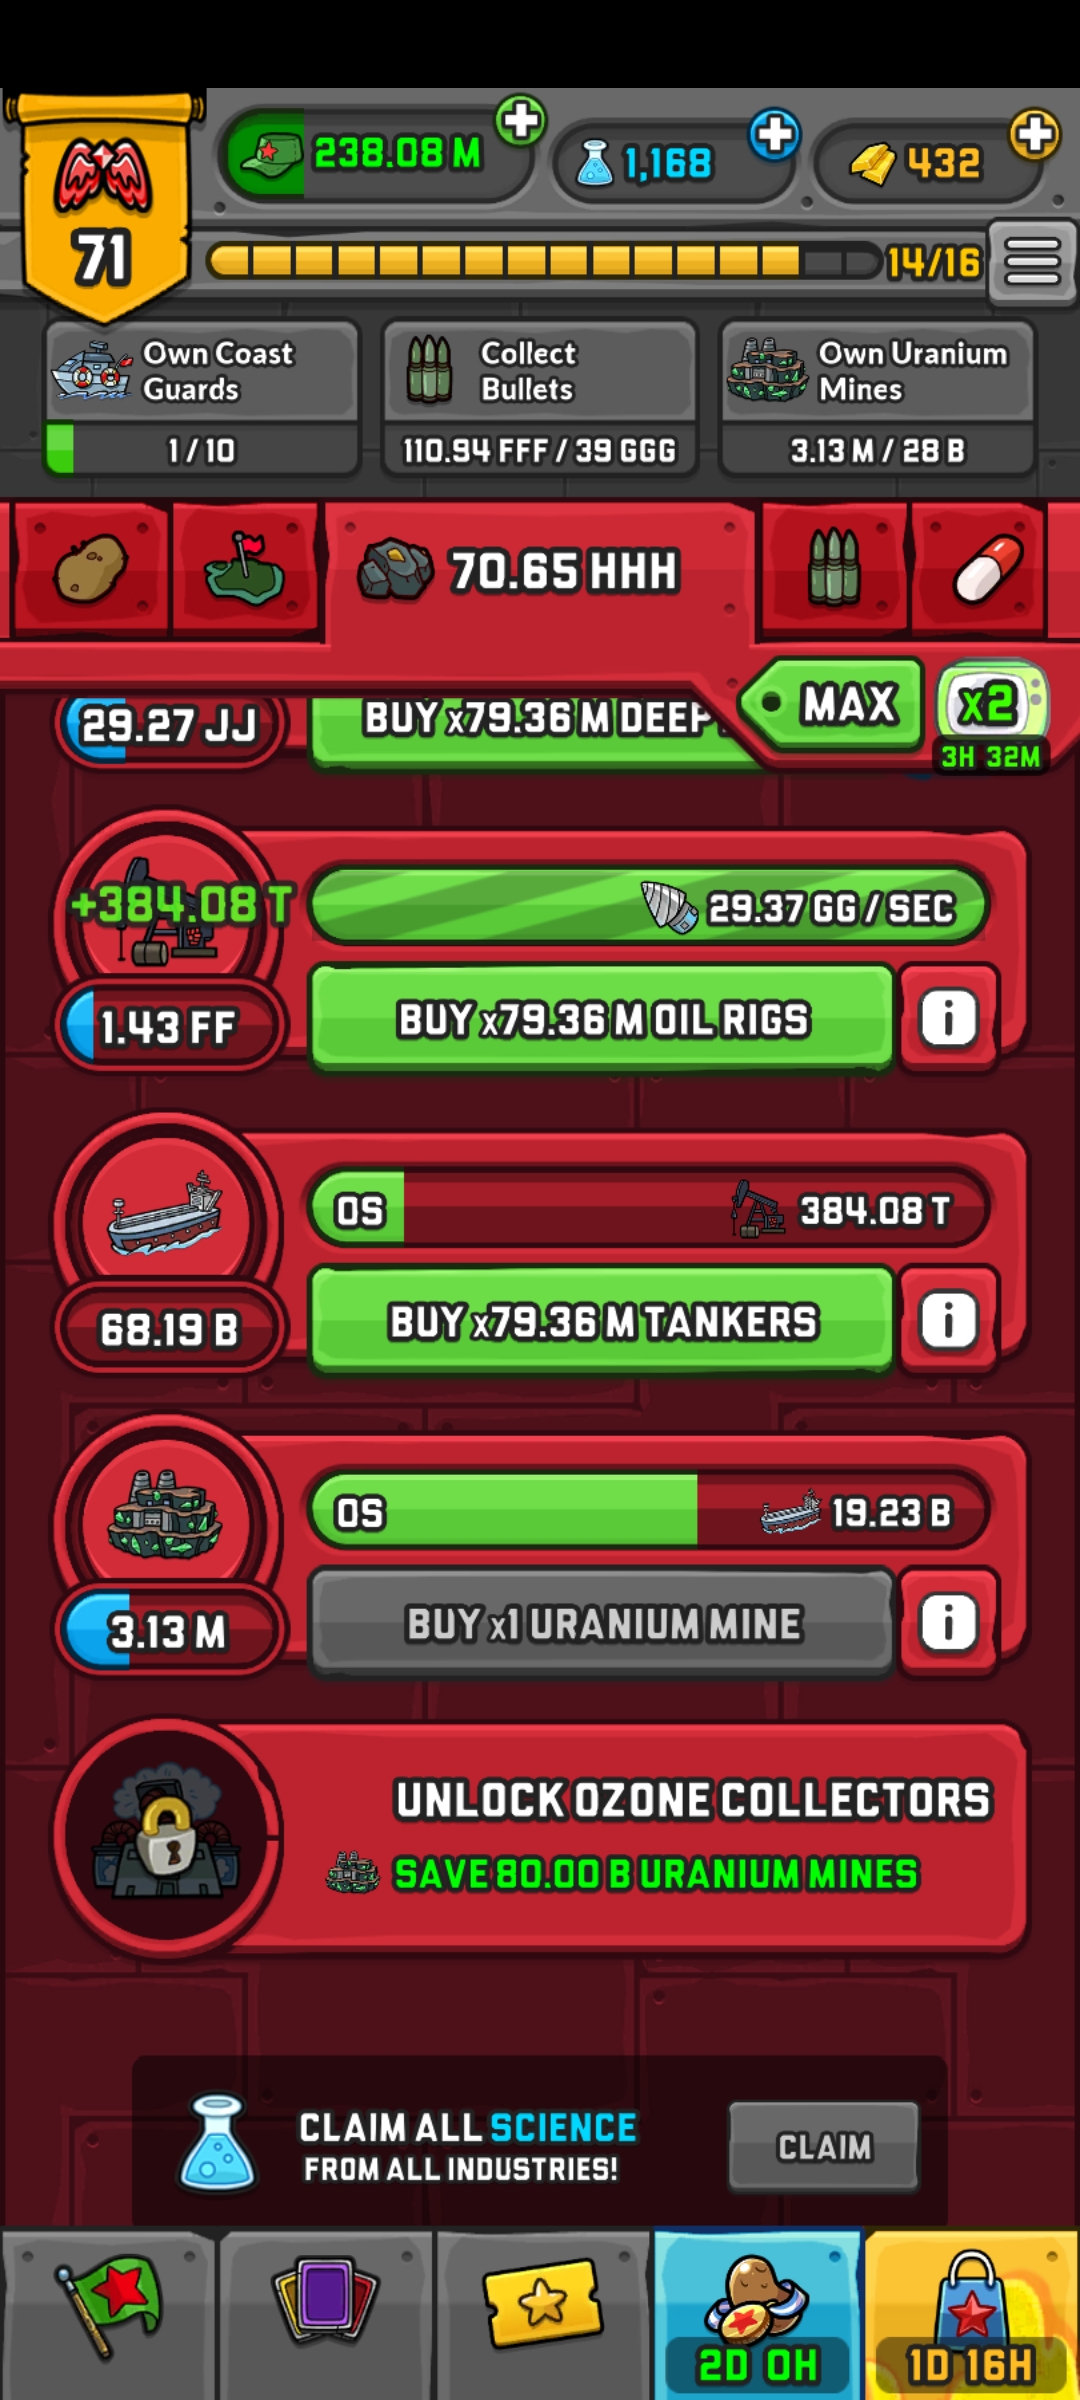 71
238.08 M
1,168
432
14/16
Own Coast
Guards
1 / 10
Collect
Bullets
110.94 FFF / 39 GGG
Own Uranium
Mines
3.13 M / 28 B
70.65 HHH
MAX
x2
3H 32M
29.27 JJ
BUY x79.36 M DEEP
+384.08 T
29.37 GG / SEC
1.43 FF
BUY x79.36 M OIL RIGS
i
0S
384.08 T
68.19 B
BUY x79.36 M TANKERS
i
0S
19.23 B
3.13 M
BUY x1 URANIUM MINE
i
UNLOCK OZONE COLLECTORS
SAVE 80.00 B URANIUM MINES
CLAIM ALL SCIENCE
FROM ALL INDUSTRIES!
CLAIM
2D 0H
1D 16H